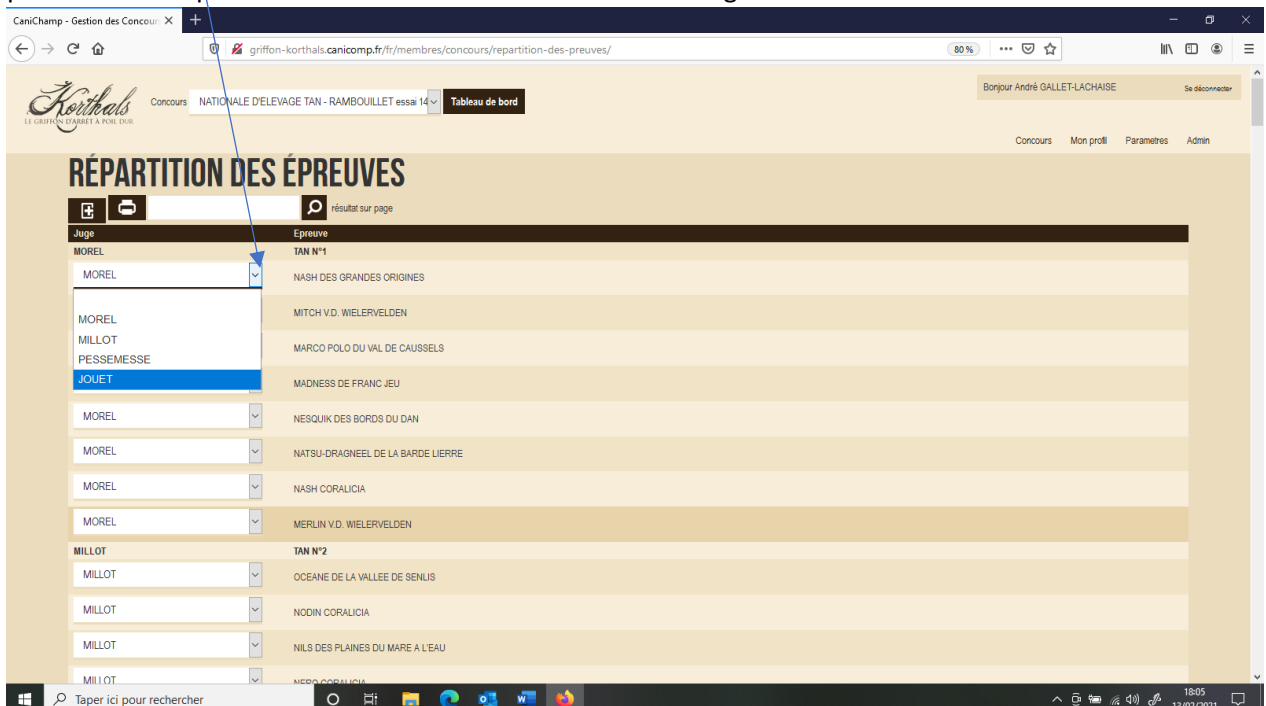 CaniChamp - Gestion des Concour
griffon-korthals.canicomp.fr/fr/membres/concours/repartition-des-preuves/
80 %
Korthals
LE GRIFFON D'ARRÊT À POIL DUR
Concours
NATIONALE D'ELEVAGE TAN - RAMBOUILLET essai 14
Tableau de bord
Bonjour André GALLET-LACHAISE
Se déconnecter
Concours Mon profil Parametres Admin
RÉPARTITION DES ÉPREUVES
résultat sur page
Juge Epreuve
MOREL TAN N°1
MOREL NASH DES GRANDES ORIGINES
MITCH V.D. WIELERVELDEN
MOREL
MILLOT
MARCO POLO DU VAL DE CAUSSELS
PESSEMESSE
JOUET
MADNESS DE FRANC JEU
MOREL NESQUIK DES BORDS DU DAN
MOREL NATSU-DRAGNEEL DE LA BARDE LIERRE
MOREL NASH CORALICIA
MOREL MERLIN V.D. WIELERVELDEN
MILLOT TAN N°2
MILLOT OCEANE DE LA VALLEE DE SENLIS
MILLOT NODIN CORALICIA
MILLOT NILS DES PLAINES DU MARE A L'EAU
MILLOT NERO CORALICIA
Taper ici pour rechercher
18:05
13/02/2021